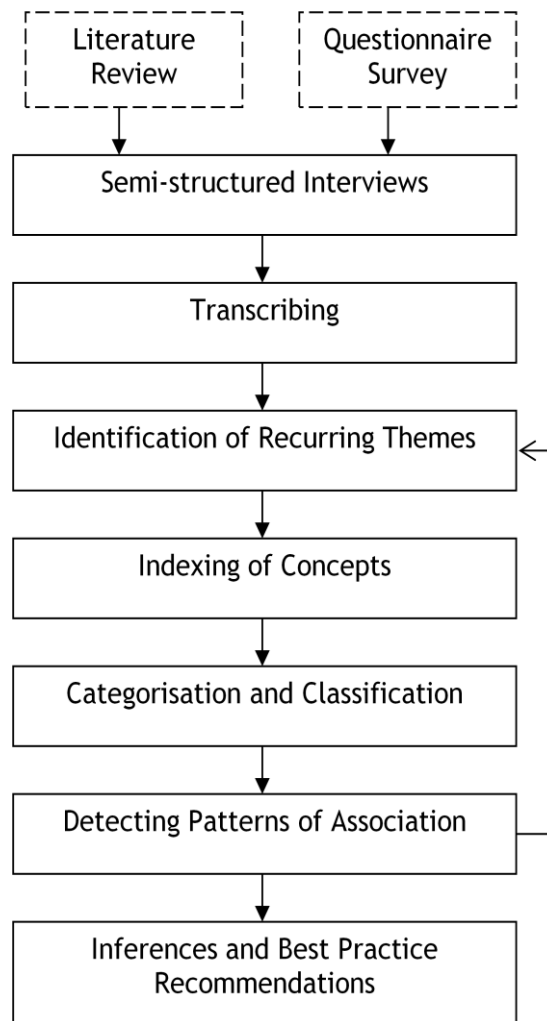 Literature
Review
Questionnaire
Survey
Semi-structured Interviews
Transcribing
Identification of Recurring Themes
Indexing of Concepts
Categorisation and Classification
Detecting Patterns of Association
Inferences and Best Practice
Recommendations